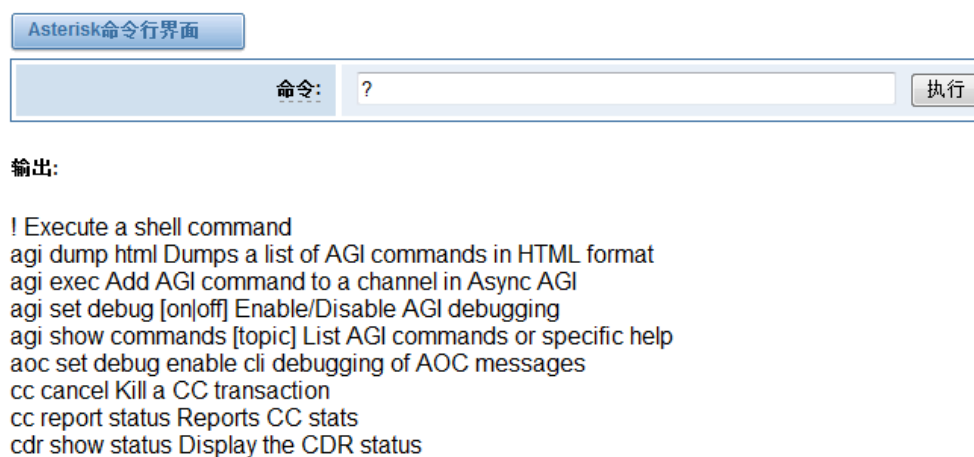 Asterisk命令行界面
命令: ? 执行
输出:
! Execute a shell command
agi dump html Dumps a list of AGI commands in HTML format
agi exec Add AGI command to a channel in Async AGI
agi set debug [on|off] Enable/Disable AGI debugging
agi show commands [topic] List AGI commands or specific help
aoc set debug enable cli debugging of AOC messages
cc cancel Kill a CC transaction
cc report status Reports CC stats
cdr show status Display the CDR status